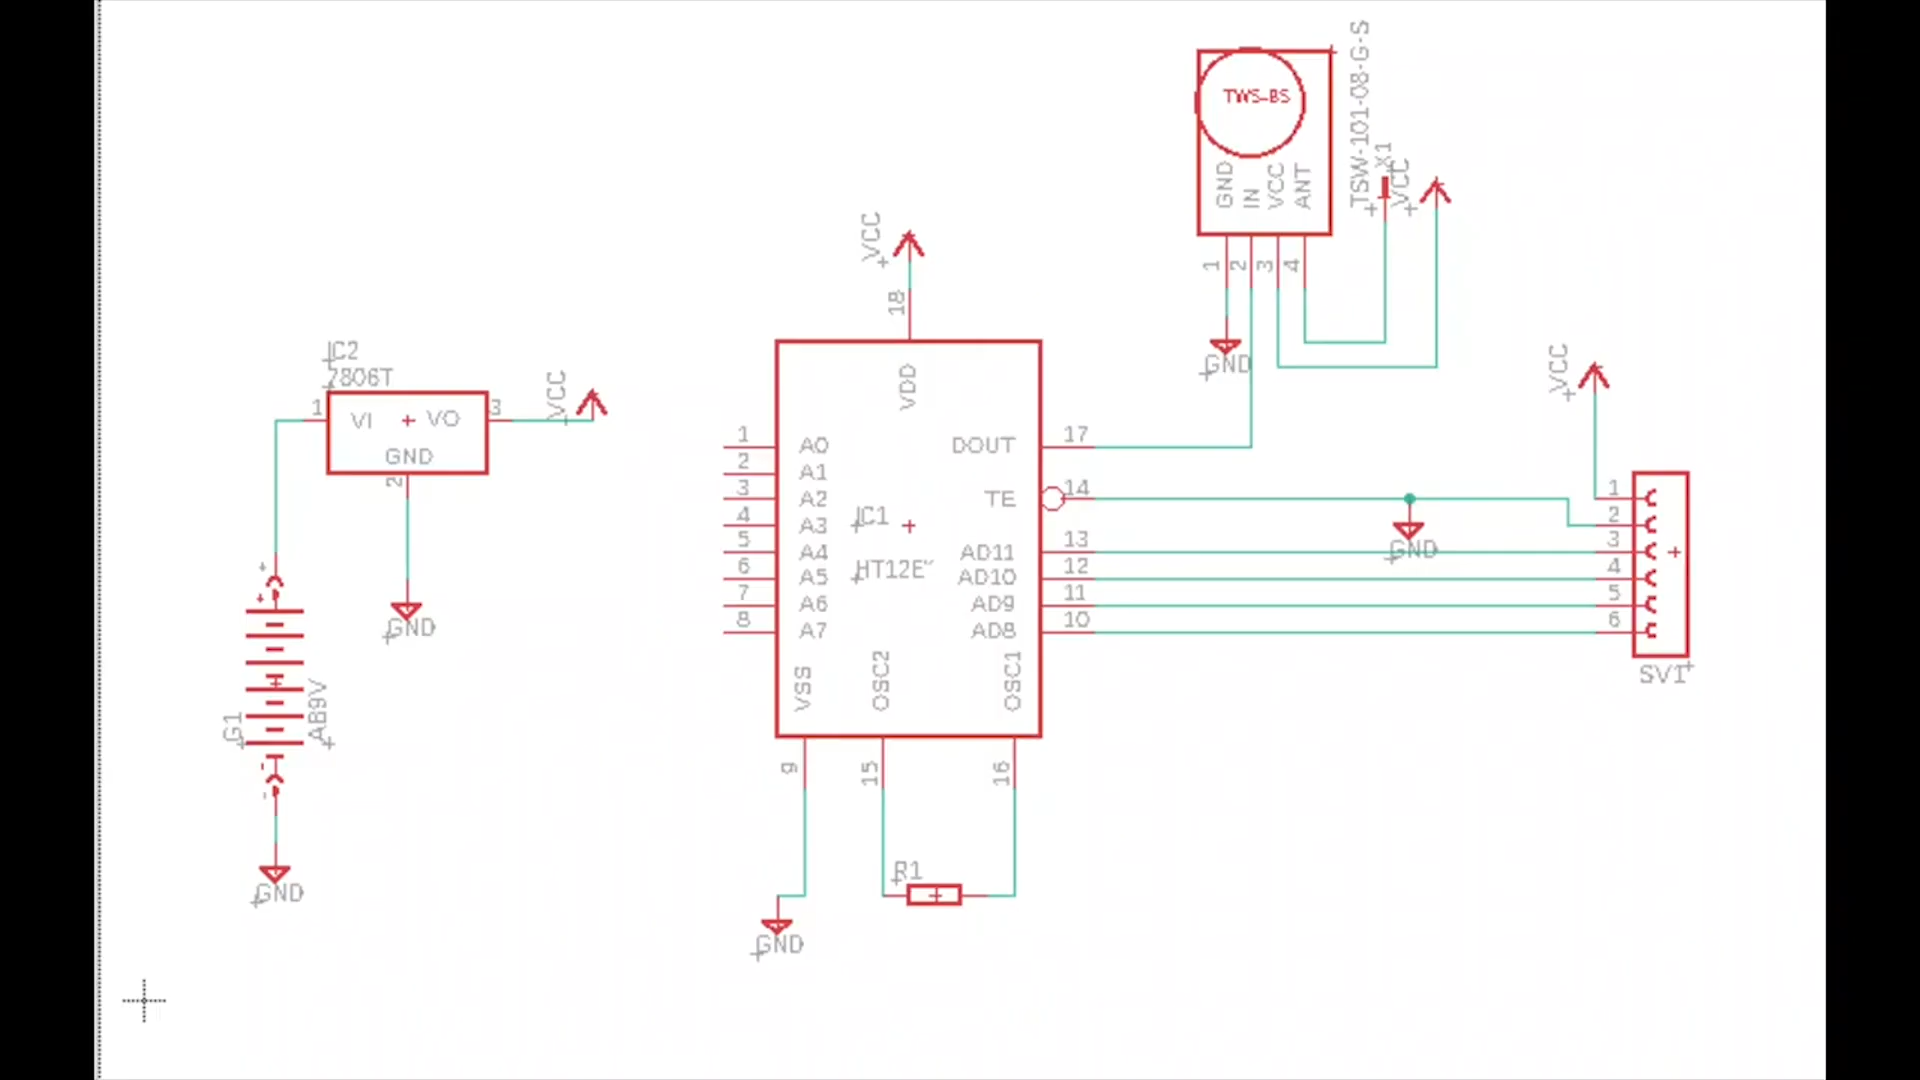 TWS-BS
GND
IN
VCC
ANT
1
2
3
4
TSW-101-08-G-S
X1
VCC
GND
VCC
18
VDD
IC2
7806T
1
VI
VO
3
GND
2
VCC
GND
G1
AB9V
GND
1 A0
2 A1
3 A2
4 A3
5 A4
6 A5
7 A6
8 A7
IC1
HT12E"
DOUT 17
TE 14
AD11 13
AD10 12
AD9 11
AD8 10
VSS
OSC2
OSC1
9
15
16
R1
GND
GND
VCC
1
2
3
4
5
6
SV1